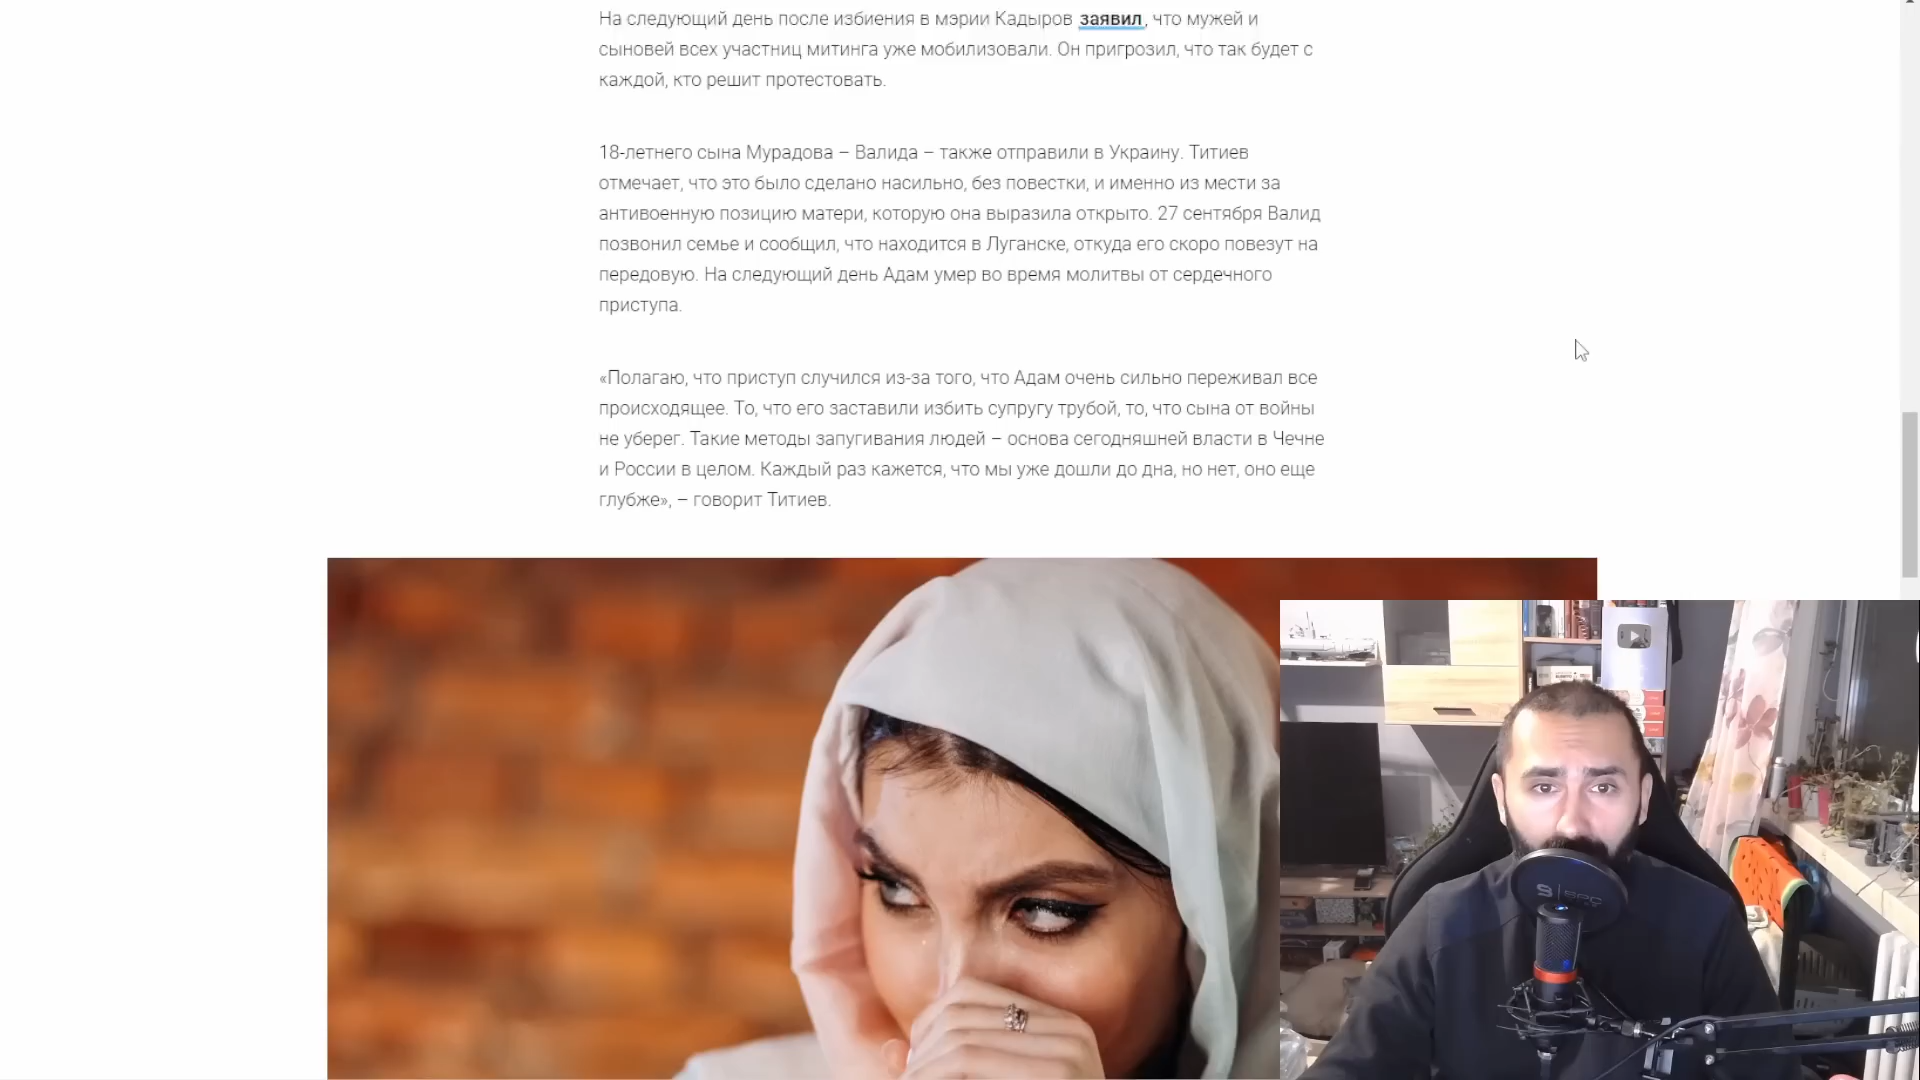 На следующий день после избиения в мэрии Кадыров заявил, что мужей и
сыновей всех участниц митинга уже мобилизовали. Он пригрозил, что так будет с
каждой, кто решит протестовать.
18-летнего сына Мурадова – Валида – также отправили в Украину. Титиев
отмечает, что это было сделано насильно, без повестки, и именно из мести за
антивоенную позицию матери, которую она выразила открыто. 27 сентября Валид
позвонил семье и сообщил, что находится в Луганске, откуда его скоро повезут на
передовую. На следующий день Адам умер во время молитвы от сердечного
приступа.
«Полагаю, что приступ случился из-за того, что Адам очень сильно переживал все
происходящее. То, что его заставили избить супругу трубой, то, что сына от войны
не уберег. Такие методы запугивания людей – основа сегодняшней власти в Чечне
и России в целом. Каждый раз кажется, что мы уже дошли до дна, но нет, оно еще
глубже», – говорит Титиев.